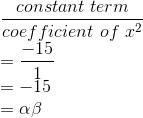 constant term / coefficient of x²
= -15 / 1
= -15
= αβ